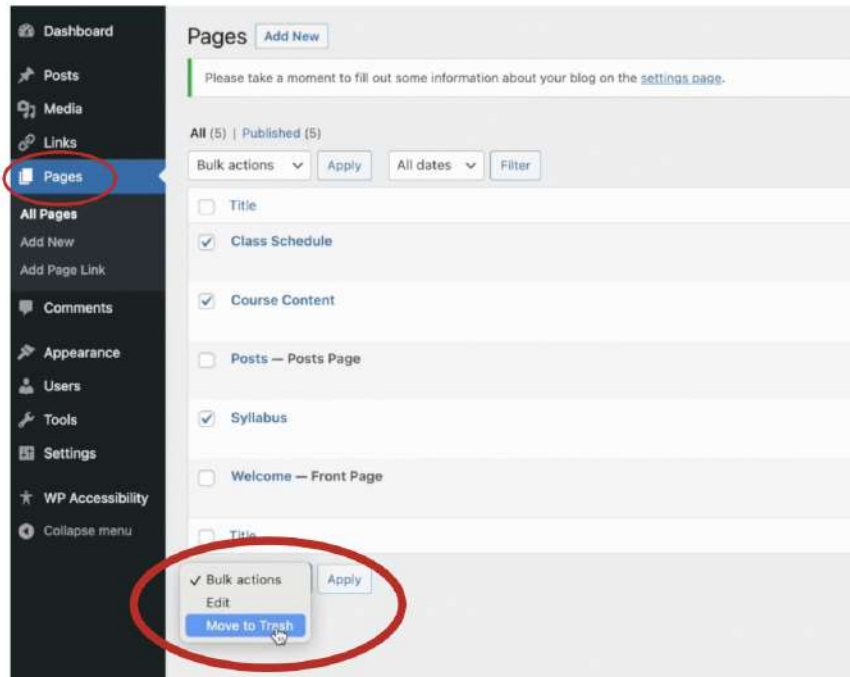 Dashboard
Posts
Media
Links
Pages
All Pages
Add New
Add Page Link
Comments
Appearance
Users
Tools
Settings
WP Accessibility
Collapse menu
Pages Add New
Please take a moment to fill out some information about your blog on the settings page.
All (5) | Published (5)
Bulk actions Apply All dates Filter
Title
Class Schedule
Course Content
Posts — Posts Page
Syllabus
Welcome — Front Page
Title
Bulk actions Apply
Edit
Move to Trash